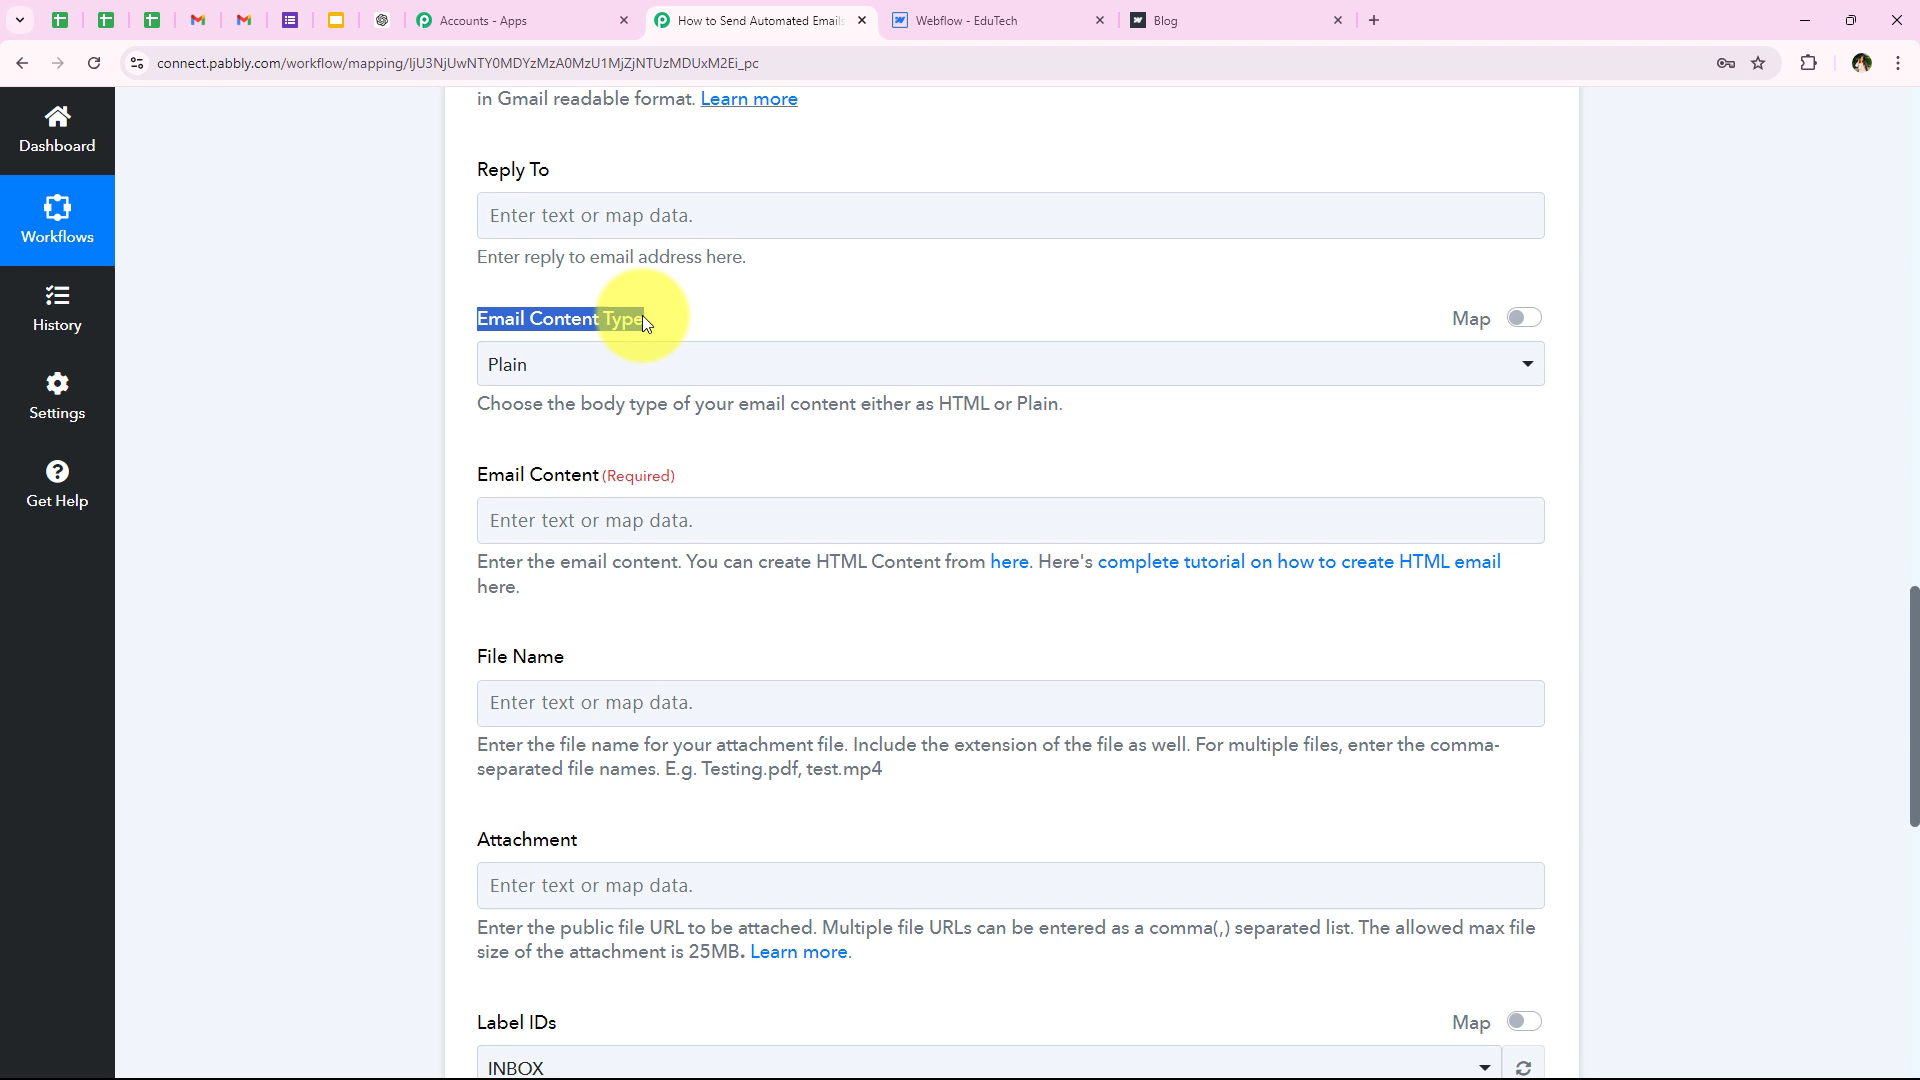 Accounts - Apps
How to Send Automated Emails
Webflow - EduTech
Blog
connect.pabbly.com/workflow/mapping/IjU3NjUwNTY0MDYzMzA0MzU1MjZjNTUzMDUxM2Ei_pc
Dashboard
Workflows
History
Settings
Get Help
in Gmail readable format. Learn more
Reply To
Enter text or map data.
Enter reply to email address here.
Email Content Type
Map
Plain
Choose the body type of your email content either as HTML or Plain.
Email Content (Required)
Enter text or map data.
Enter the email content. You can create HTML Content from here. Here's complete tutorial on how to create HTML email
here.
File Name
Enter text or map data.
Enter the file name for your attachment file. Include the extension of the file as well. For multiple files, enter the comma-
separated file names. E.g. Testing.pdf, test.mp4
Attachment
Enter text or map data.
Enter the public file URL to be attached. Multiple file URLs can be entered as a comma(,) separated list. The allowed max file
size of the attachment is 25MB. Learn more.
Label IDs
Map
INBOX